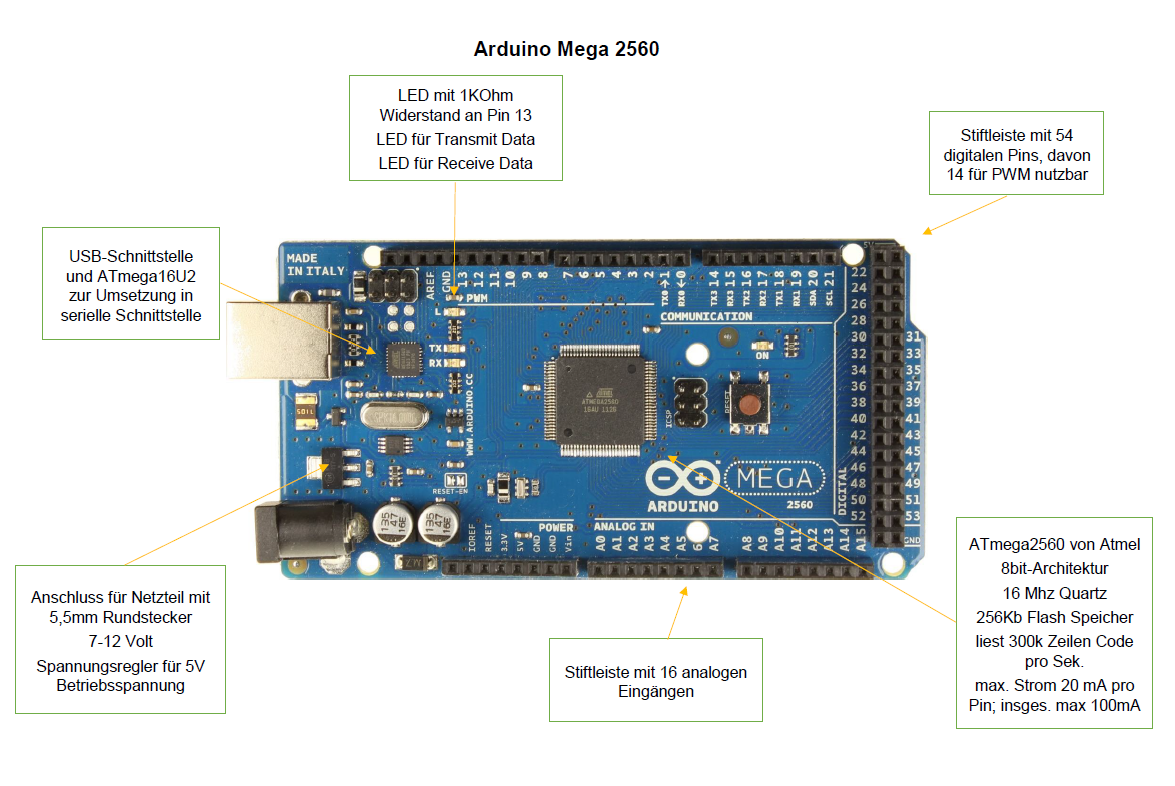 Arduino Mega 2560
LED mit 1KOhm
Widerstand an Pin 13
LED für Transmit Data
LED für Receive Data
Stiftleiste mit 54
digitalen Pins, davon
14 für PWM nutzbar
USB-Schnittstelle
und ATmega16U2
zur Umsetzung in
serielle Schnittstelle
MADE
IN ITALY
AREF
GND
13
12
11
10
9
8
7
6
5
4
3
2
TX0→1
RX0←0
TX3 14
RX3 15
TX2 16
RX2 17
TX1 18
RX1 19
SDA 20
SCL 21
PWM
COMMUNICATION
L
TX
RX
ON
5V
22
24
26
28
30 31
32 33
34 35
36 37
38 39
40 41
42 43
44 45
46 47
48 49
50 51
52 53
GND
DIGITAL
ATMEGA2560
16AU 1126
ICSP
RESET
WWW.ARDUINO.CC
RESET-EN
ARDUINO
MEGA
2560
135
47
16E
135
47
16E
POWER
ANALOG IN
IOREF
RESET
3.3V
5V
GND
GND
Vin
A0
A1
A2
A3
A4
A5
A6
A7
A8
A9
A10
A11
A12
A13
A14
A15
Anschluss für Netzteil mit
5,5mm Rundstecker
7-12 Volt
Spannungsregler für 5V
Betriebsspannung
Stiftleiste mit 16 analogen
Eingängen
ATmega2560 von Atmel
8bit-Architektur
16 Mhz Quartz
256Kb Flash Speicher
liest 300k Zeilen Code
pro Sek.
max. Strom 20 mA pro
Pin; insges. max 100mA